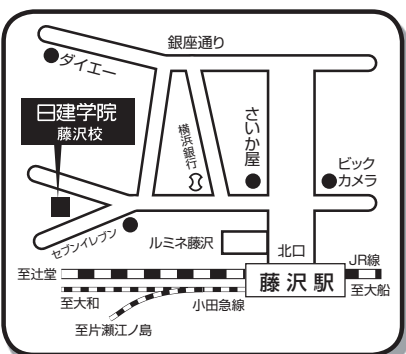 銀座通り
ダイエー
日建学院
藤沢校
横浜銀行
さいか屋
ビック
カメラ
セブンイレブン
ルミネ藤沢
北口
JR線
至辻堂
藤沢駅
至大船
至大和
小田急線
至片瀬江ノ島